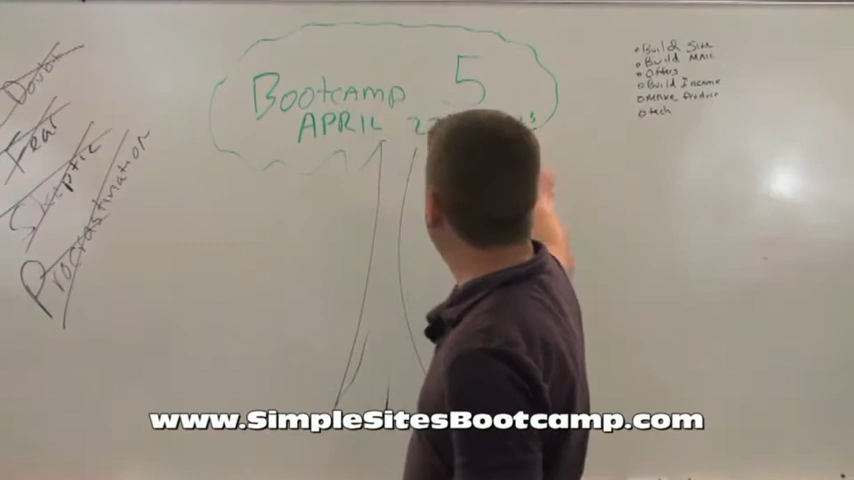 Doubt
Fear
Skeptic
Procrastination
Bootcamp 5
APRIL
Build Site
Build MAIL
Offers
Build Income
Make Product
tech
www.SimpleSitesBootcamp.com